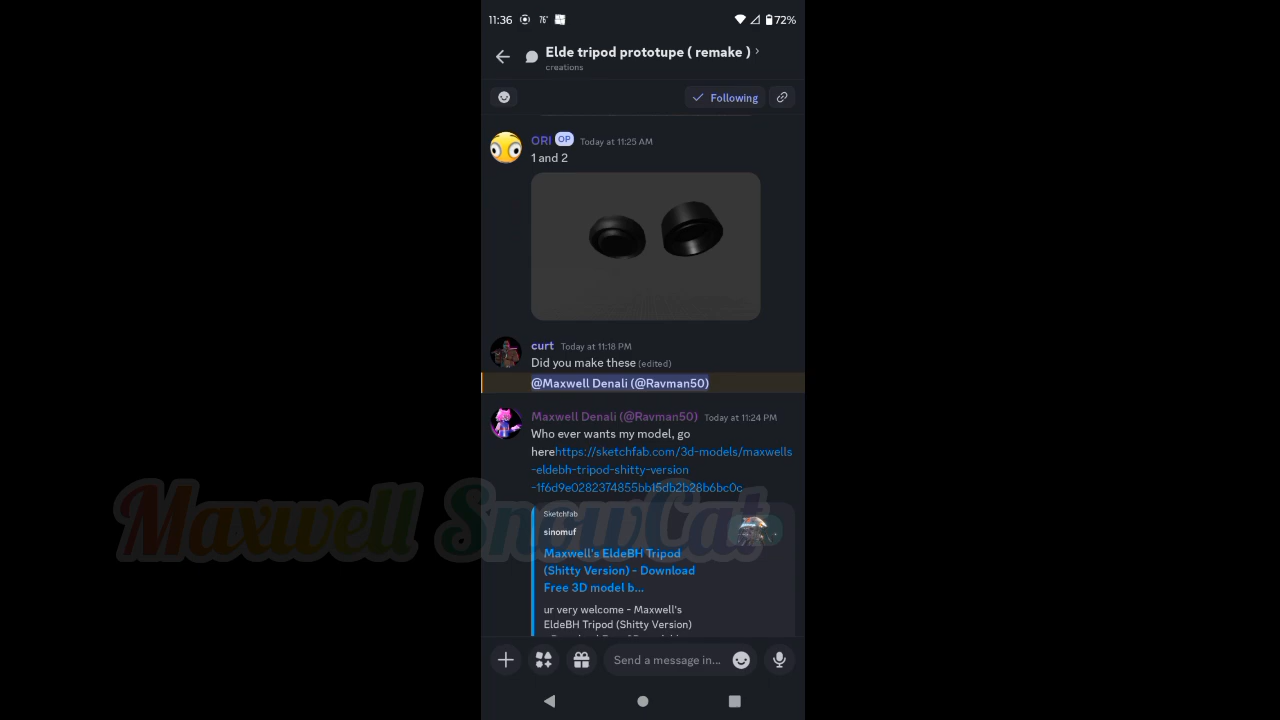 11:36 76° 72%
Elde tripod prototupe ( remake ) ›
creations
Following
ORI OP Today at 11:25 AM
1 and 2
curt Today at 11:18 PM
Did you make these (edited)
@Maxwell Denali (@Ravman50)
Maxwell Denali (@Ravman50) Today at 11:24 PM
Who ever wants my model, go
herehttps://sketchfab.com/3d-models/maxwells
-eldebh-tripod-shitty-version
-1f6d9e0282374855bb15db2b28b6bc0c
Maxwell SnowCat
Sketchfab
sinomuf
Maxwell's EldeBH Tripod
(Shitty Version) - Download
Free 3D model b...
ur very welcome - Maxwell's
EldeBH Tripod (Shitty Version)
Send a message in...